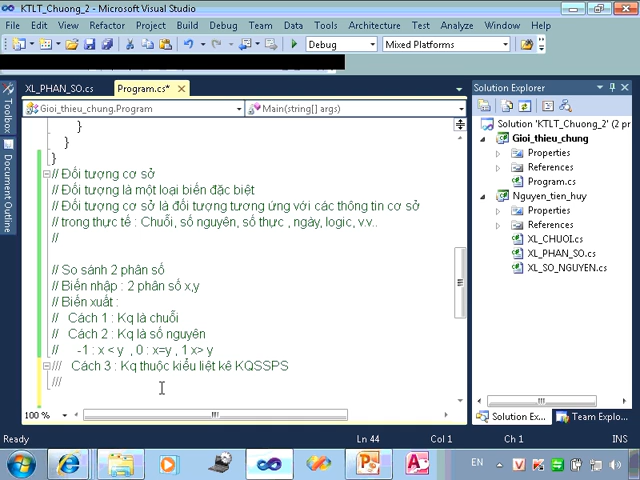 KTLT_Chuong_2 - Microsoft Visual Studio
File Edit View Refactor Project Build Debug Team Data Tools Architecture Test Analyze Window Help
Debug Mixed Platforms
XL_PHAN_SO.cs Program.cs*
Gioi_thieu_chung.Program Main(string[] args)
}
}
}
// Đối tượng cơ sở
// Đối tượng là một loại biến đặc biệt
// Đối tượng cơ sở là đối tượng tương ứng với các thông tin cơ sở
// trong thực tế : Chuỗi, số nguyên, số thực , ngày, logic, v.v..
//
// So sánh 2 phân số
// Biến nhập : 2 phân số x,y
// Biến xuất :
// Cách 1 : Kq là chuỗi
// Cách 2 : Kq là số nguyên
// -1 : x < y , 0 : x=y , 1 x> y
/// Cách 3 : Kq thuộc kiểu liệt kê KQSSPS
///
100 %
Toolbox
Document Outline
Solution Explorer
Solution 'KTLT_Chuong_2' (2 pr
Gioi_thieu_chung
Properties
References
Program.cs
Nguyen_tien_huy
Properties
References
XL_CHUOI.cs
XL_PHAN_SO.cs
XL_SO_NGUYEN.cs
Solution Ex... Team Explo...
Ready Ln 44 Col 1 Ch 1 INS
EN 7:50 AM